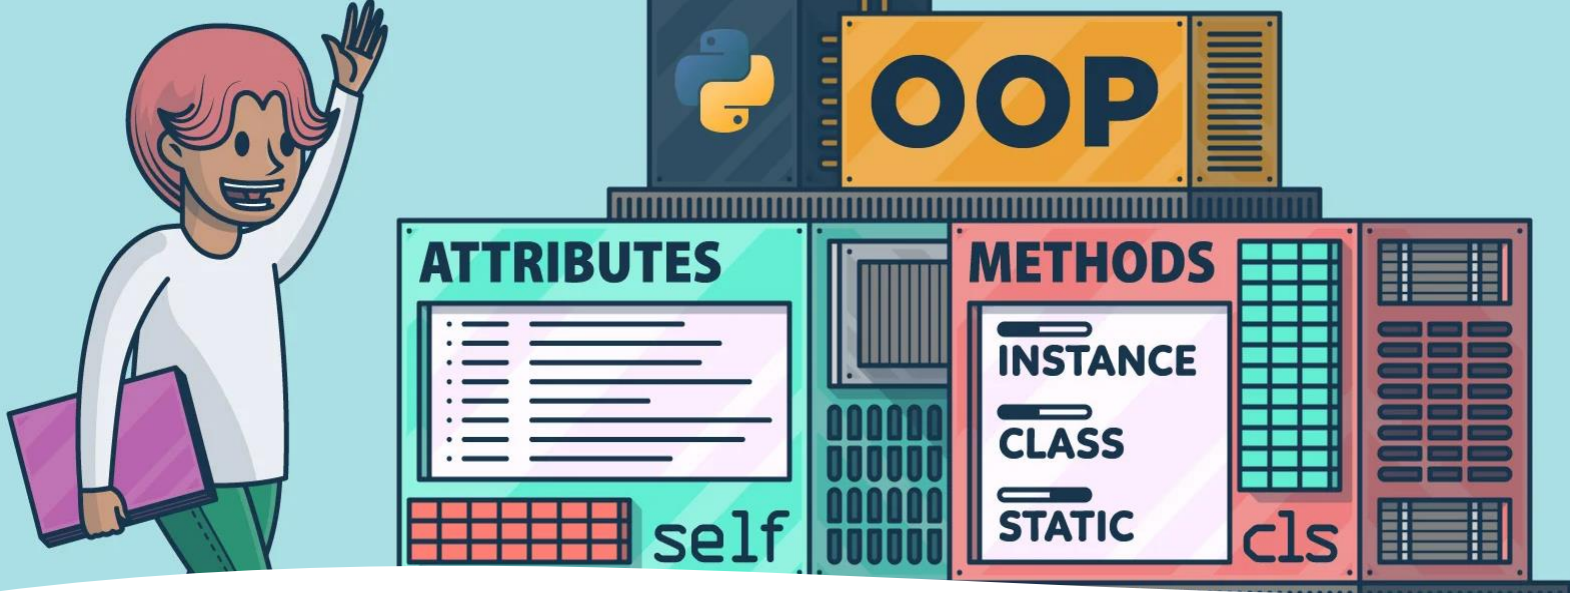 OOP
ATTRIBUTES
self
METHODS
INSTANCE
CLASS
STATIC
cls